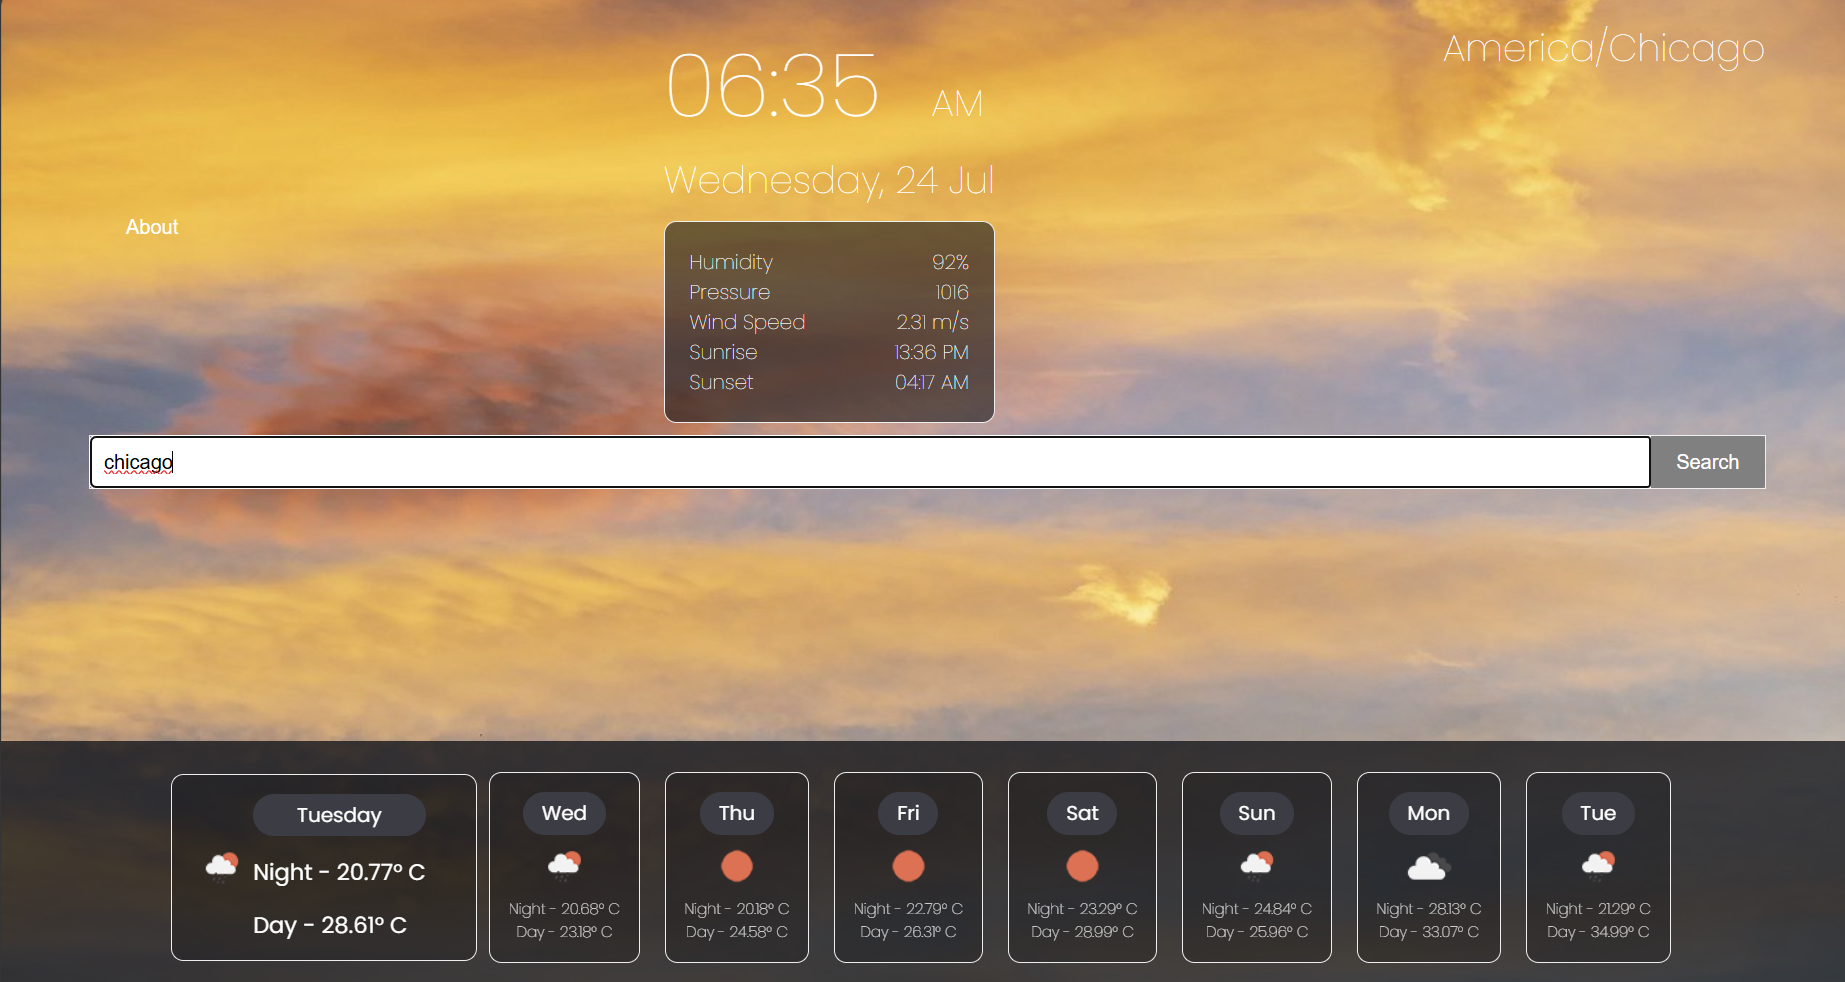 06:35 AM
America/Chicago
Wednesday, 24 Jul
About
Humidity 92%
Pressure 1016
Wind Speed 2.31 m/s
Sunrise 13:36 PM
Sunset 04:17 AM
chicago
Search
Tuesday
Night - 20.77° C
Day - 28.61° C
Wed
Night - 20.68° C
Day - 23.18° C
Thu
Night - 20.18° C
Day - 24.58° C
Fri
Night - 22.79° C
Day - 26.31° C
Sat
Night - 23.29° C
Day - 28.99° C
Sun
Night - 24.84° C
Day - 25.96° C
Mon
Night - 28.13° C
Day - 33.07° C
Tue
Night - 21.29° C
Day - 34.99° C